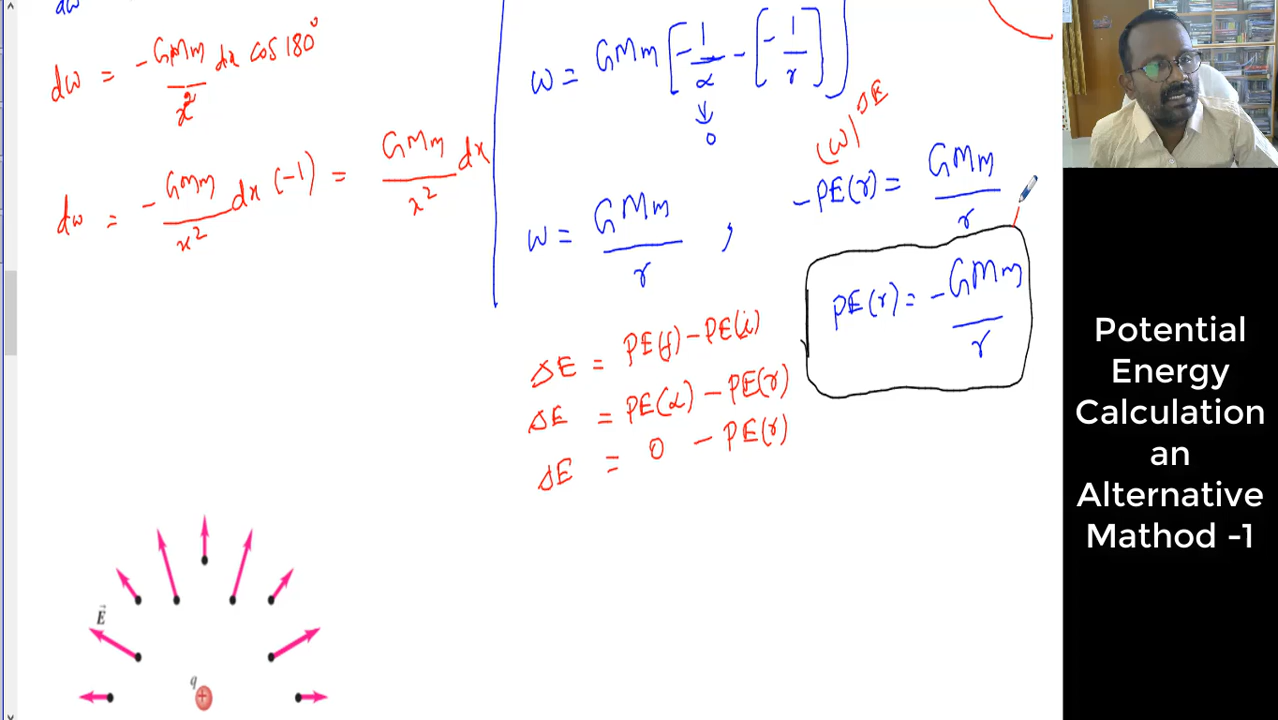 dw
dw = -GMm/x² dx cos 180°
dw = -GMm/x² dx (-1) = GMm/x² dx
w = GMm [-1/α - [-1/r]]
↓
0
w = GMm/r ,
(w) ΔE
-PE(r) = GMm/r
PE(r) = -GMm/r
ΔE = PE(f) - PE(i)
ΔE = PE(α) - PE(r)
ΔE = 0 - PE(r)
E⃗
q
+
Potential
Energy
Calculation
an
Alternative
Mathod -1